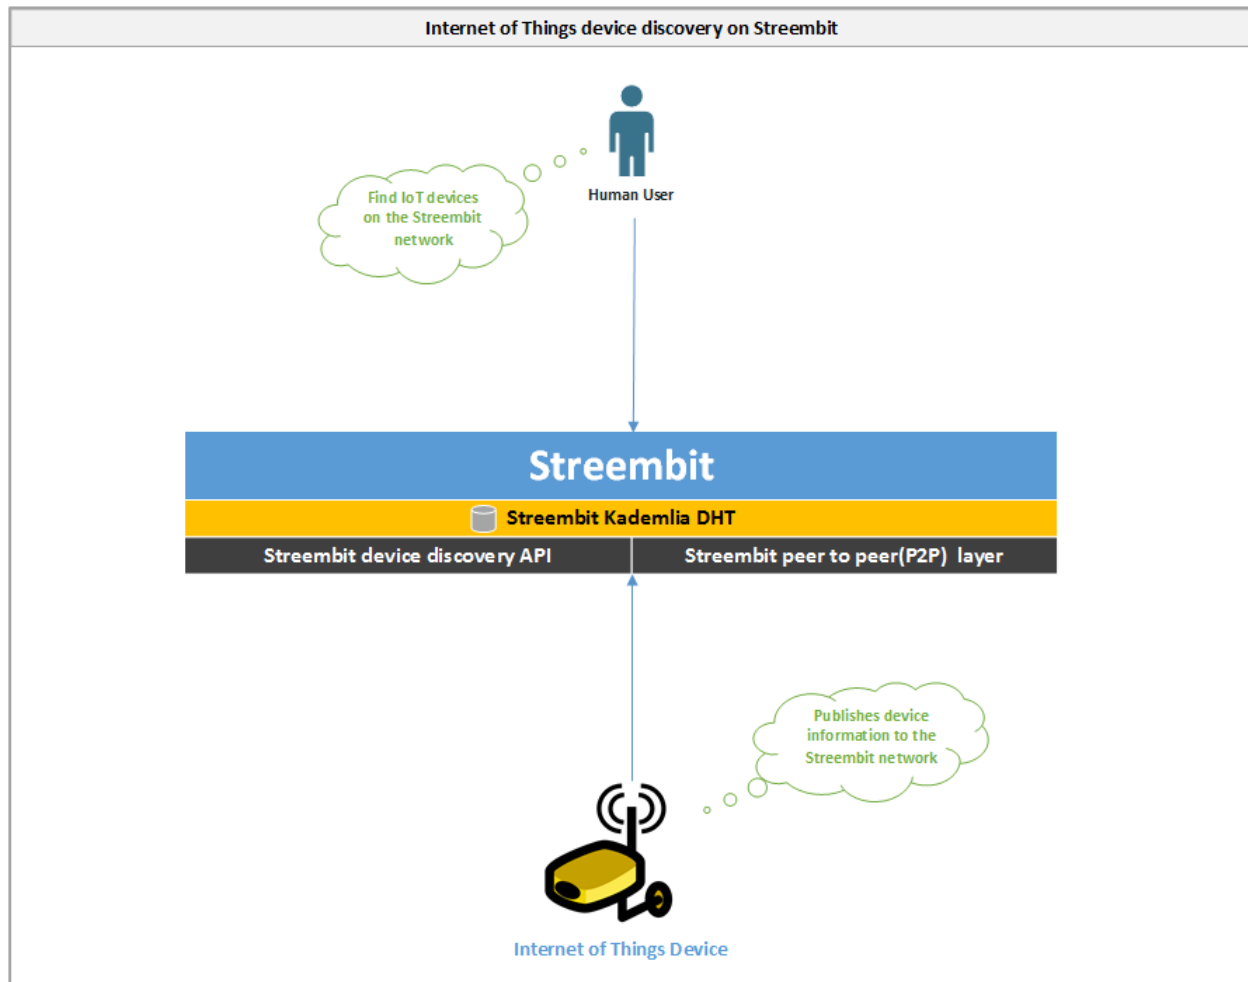 Internet of Things device discovery on Streembit
Human User
Find IoT devices
on the Streembit
network
Streembit
Streembit Kademlia DHT
Streembit device discovery API
Streembit peer to peer(P2P) layer
Publishes device
information to the
Streembit network
Internet of Things Device